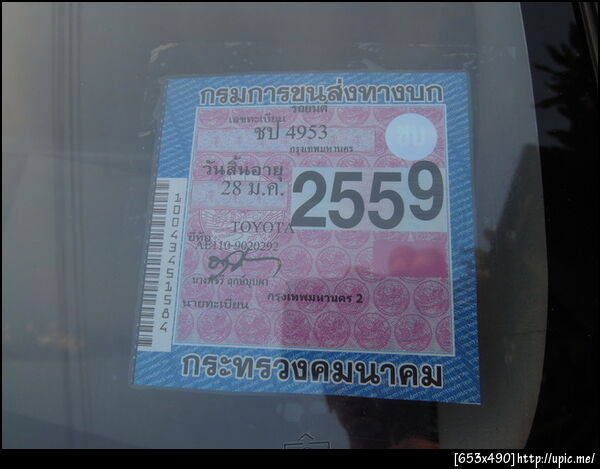 กรมการขนส่งทางบก
รถยนต์
เลขทะเบียน
ชป 4953
ชบ
กรุงเทพมหานคร
วันสิ้นอายุ
28 ม.ค.
2559
TOYOTA
ยี่ห้อ
AE110-9020292
นายทะเบียน
กรุงเทพมหานคร 2
10043451584
กระทรวงคมนาคม
[653x490]http://upic.me/